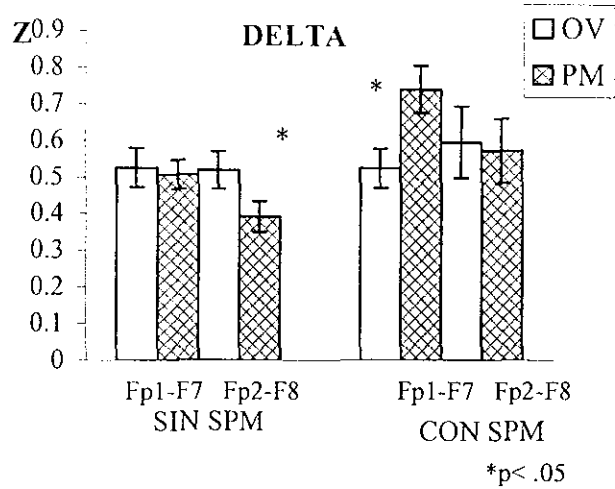 Z
DELTA
OV
PM
0.9
0.8
0.7
0.6
0.5
0.4
0.3
0.2
0.1
0
*
*
Fp1-F7 Fp2-F8 Fp1-F7 Fp2-F8
SIN SPM CON SPM
*p< .05